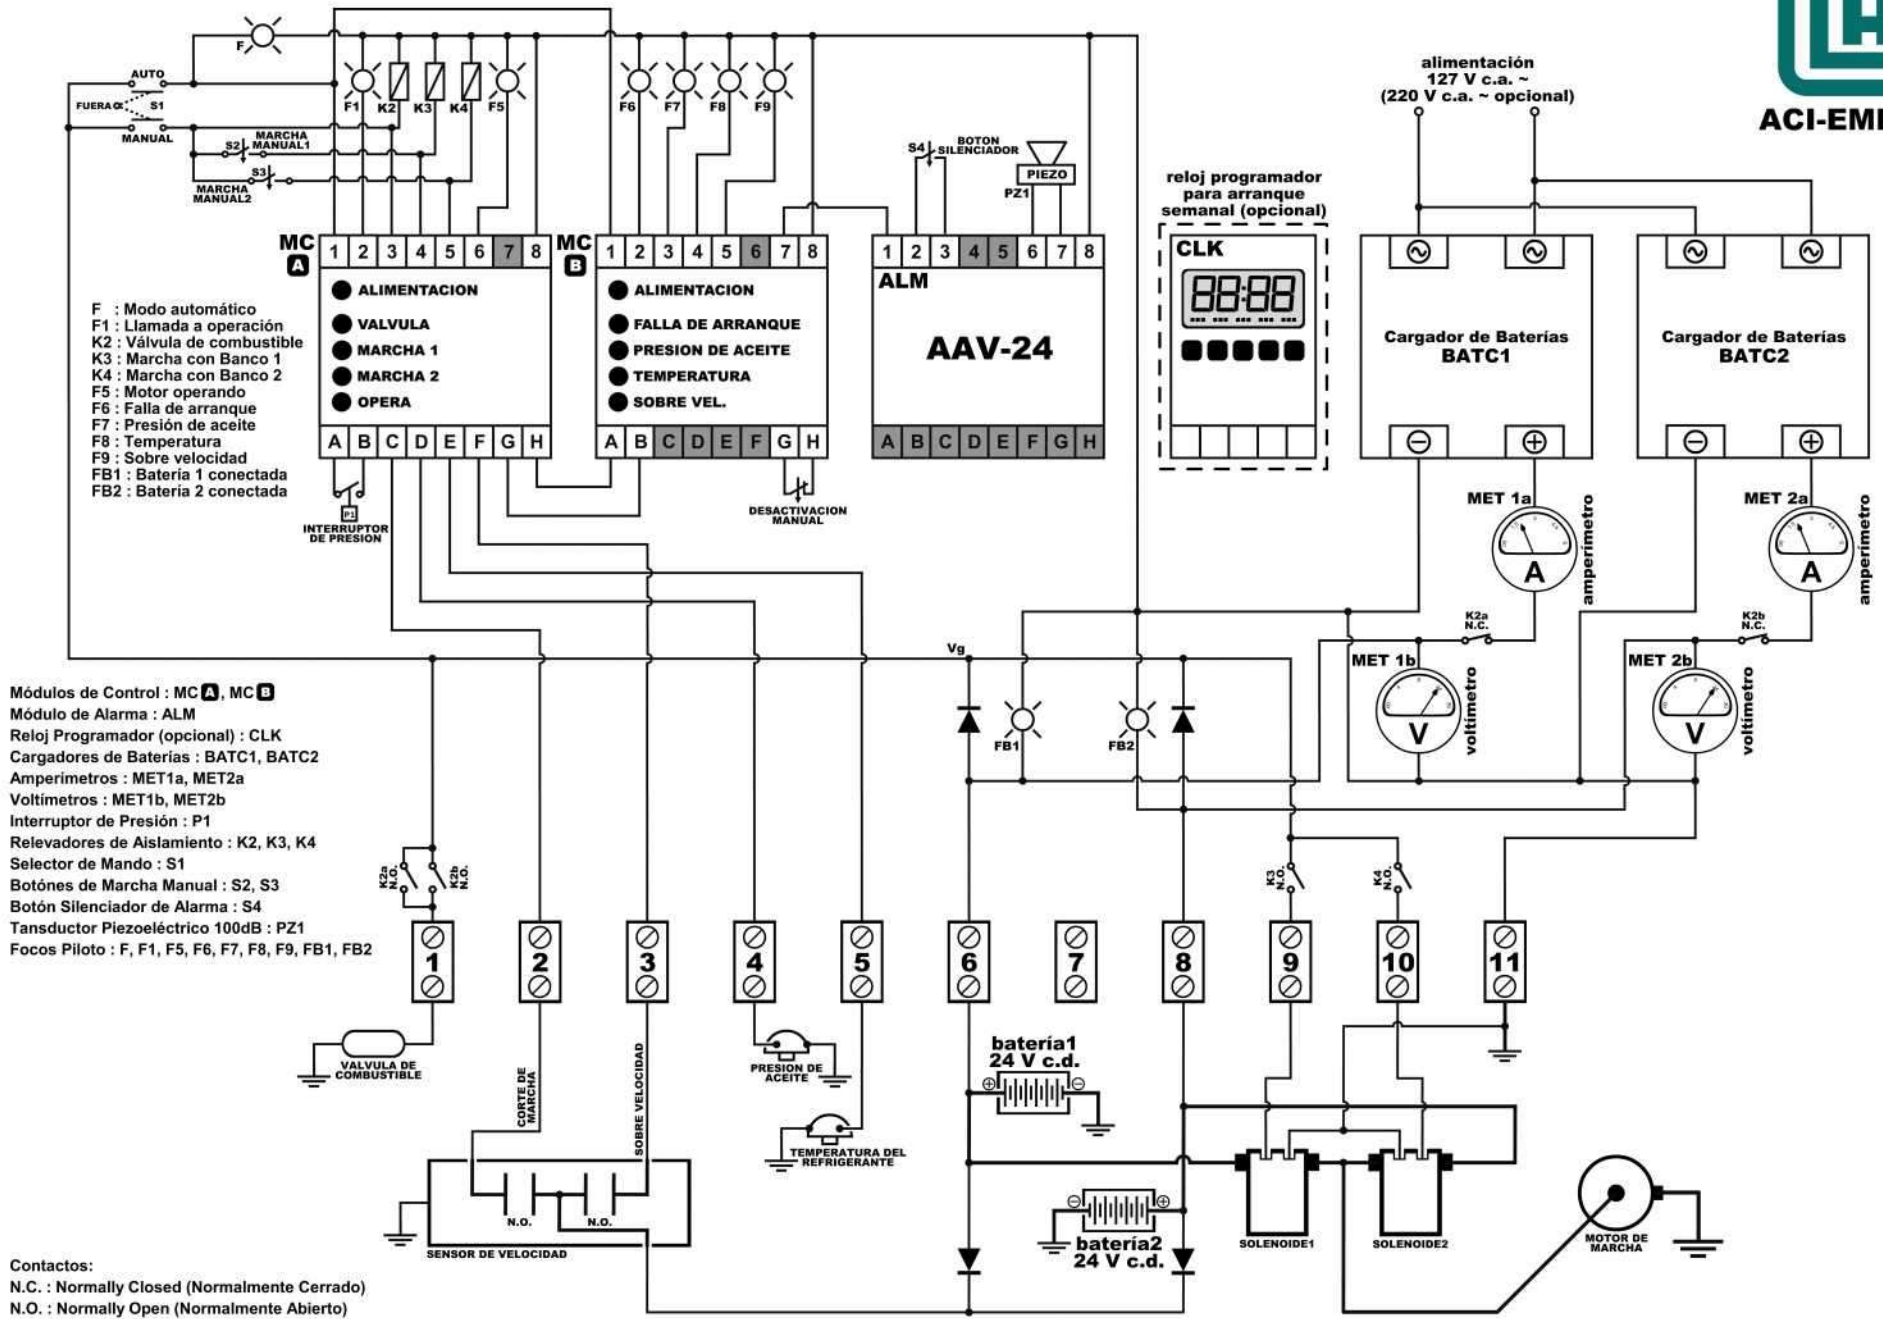 F
AUTO
FUERA
S1
MANUAL
S2
MARCHA
MANUAL1
S3
MARCHA
MANUAL2
F1
K2
K3
K4
F5
F6
F7
F8
F9
S4
BOTON
SILENCIADOR
PIEZO
PZ1
alimentación
127 V c.a. ~
(220 V c.a. ~ opcional)
reloj programador
para arranque
semanal (opcional)
MC
A
1 2 3 4 5 6 7 8
ALIMENTACION
VALVULA
MARCHA 1
MARCHA 2
OPERA
A B C D E F G H
MC
B
1 2 3 4 5 6 7 8
ALIMENTACION
FALLA DE ARRANQUE
PRESION DE ACEITE
TEMPERATURA
SOBRE VEL.
A B C D E F G H
1 2 3 4 5 6 7 8
ALM
AAV-24
A B C D E F G H
CLK
88:88
Cargador de Baterías
BATC1
Cargador de Baterías
BATC2
F : Modo automático
F1 : Llamada a operación
K2 : Válvula de combustible
K3 : Marcha con Banco 1
K4 : Marcha con Banco 2
F5 : Motor operando
F6 : Falla de arranque
F7 : Presión de aceite
F8 : Temperatura
F9 : Sobre velocidad
FB1 : Batería 1 conectada
FB2 : Batería 2 conectada
P1
INTERRUPTOR
DE PRESION
DESACTIVACION
MANUAL
MET 1a
A
amperímetro
MET 2a
A
amperímetro
K2a
N.C.
K2b
N.C.
MET 1b
V
voltímetro
MET 2b
V
voltímetro
Vg
FB1
FB2
Módulos de Control : MC A, MC B
Módulo de Alarma : ALM
Reloj Programador (opcional) : CLK
Cargadores de Baterías : BATC1, BATC2
Amperímetros : MET1a, MET2a
Voltímetros : MET1b, MET2b
Interruptor de Presión : P1
Relevadores de Aislamiento : K2, K3, K4
Selector de Mando : S1
Botónes de Marcha Manual : S2, S3
Botón Silenciador de Alarma : S4
Tansductor Piezoeléctrico 100dB : PZ1
Focos Piloto : F, F1, F5, F6, F7, F8, F9, FB1, FB2
K2a
N.O.
K2b
N.O.
K3
N.O.
K4
N.O.
1 2 3 4 5 6 7 8 9 10 11
VALVULA DE
COMBUSTIBLE
CORTE DE
MARCHA
SOBRE VELOCIDAD
PRESION DE
ACEITE
TEMPERATURA DEL
REFRIGERANTE
N.O.
N.O.
SENSOR DE VELOCIDAD
batería1
24 V c.d.
batería2
24 V c.d.
SOLENOIDE1
SOLENOIDE2
MOTOR DE
MARCHA
Contactos:
N.C. : Normally Closed (Normalmente Cerrado)
N.O. : Normally Open (Normalmente Abierto)